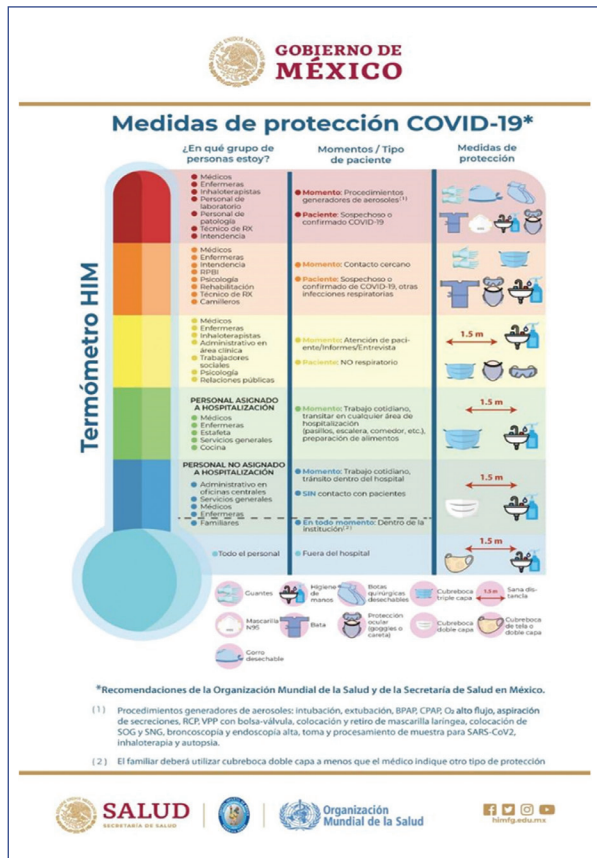 GOBIERNO DE
MÉXICO
Medidas de protección COVID-19*
¿En qué grupo de
personas estoy?
Momentos / Tipo
de paciente
Medidas de
protección
Termómetro HIM
Médicos
Enfermeras
Inhaloterapistas
Personal de
laboratorio
Personal de
patología
Técnico de RX
Intendencia
Momento: Procedimientos
generadores de aerosoles(1)
Paciente: Sospechoso o
confirmado COVID-19
Médicos
Enfermeras
Intendencia
RPBI
Psicología
Rehabilitación
Técnico de RX
Camilleros
Momento: Contacto cercano
Paciente: Sospechoso o
confirmado de COVID-19, otras
infecciones respiratorias
Médicos
Enfermeras
Inhaloterapistas
Administrativo en
área clínica
Trabajadores
sociales
Psicología
Relaciones públicas
Momento: Atención de paci-
ente/Informes/Entrevista
Paciente: NO respiratorio
1.5 m
PERSONAL ASIGNADO
A HOSPITALIZACIÓN
Médicos
Enfermeras
Estafeta
Servicios generales
Cocina
Momento: Trabajo cotidiano,
transitar en cualquier área de
hospitalización
(pasillos, escalera, comedor, etc.),
preparación de alimentos
1.5 m
PERSONAL NO ASIGNADO
A HOSPITALIZACIÓN
Administrativo en
oficinas centrales
Servicios generales
Médicos
Enfermeras
Familiares
Momento: Trabajo cotidiano,
tránsito dentro del hospital
SIN contacto con pacientes
En todo momento: Dentro de la
institución(2)
1.5 m
Todo el personal
Fuera del hospital
1.5 m
Guantes
Higiene
de
manos
Botas
quirúrgicas
desechables
Cubreboca
triple capa
1.5 m
Sana dis-
tancia
Mascarilla
N95
Bata
Protección
ocular
(goggles o
careta)
Cubreboca
doble capa
Cubreboca
de tela o
doble capa
Gorro
desechable
*Recomendaciones de la Organización Mundial de la Salud y de la Secretaría de Salud en México.
(1) Procedimientos generadores de aerosoles: intubación, extubación, BPAP, CPAP, O2 alto flujo, aspiración
de secreciones, RCP, VPP con bolsa-válvula, colocación y retiro de mascarilla laríngea, colocación de
SOG y SNG, broncoscopia y endoscopía alta, toma y procesamiento de muestra para SARS-CoV2,
inhaloterapia y autopsia.
(2) El familiar deberá utilizar cubreboca doble capa a menos que el médico indique otro tipo de protección
SALUD
SECRETARÍA DE SALUD
Organización
Mundial de la Salud
himfg.edu.mx